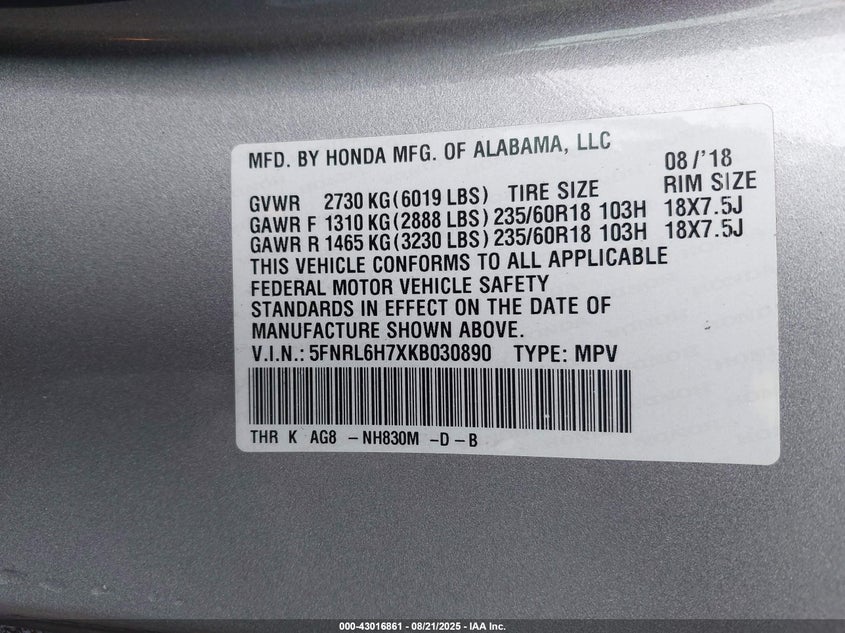 MFD. BY HONDA MFG. OF ALABAMA, LLC 08/'18
GVWR 2730 KG(6019 LBS) TIRE SIZE RIM SIZE
GAWR F 1310 KG(2888 LBS) 235/60R18 103H 18X7.5J
GAWR R 1465 KG(3230 LBS) 235/60R18 103H 18X7.5J
THIS VEHICLE CONFORMS TO ALL APPLICABLE
FEDERAL MOTOR VEHICLE SAFETY
STANDARDS IN EFFECT ON THE DATE OF
MANUFACTURE SHOWN ABOVE.
V.I.N.: 5FNRL6H7XKB030890 TYPE: MPV
THR K AG8 -NH830M -D-B
000-43016861 - 08/21/2025 - IAA Inc.